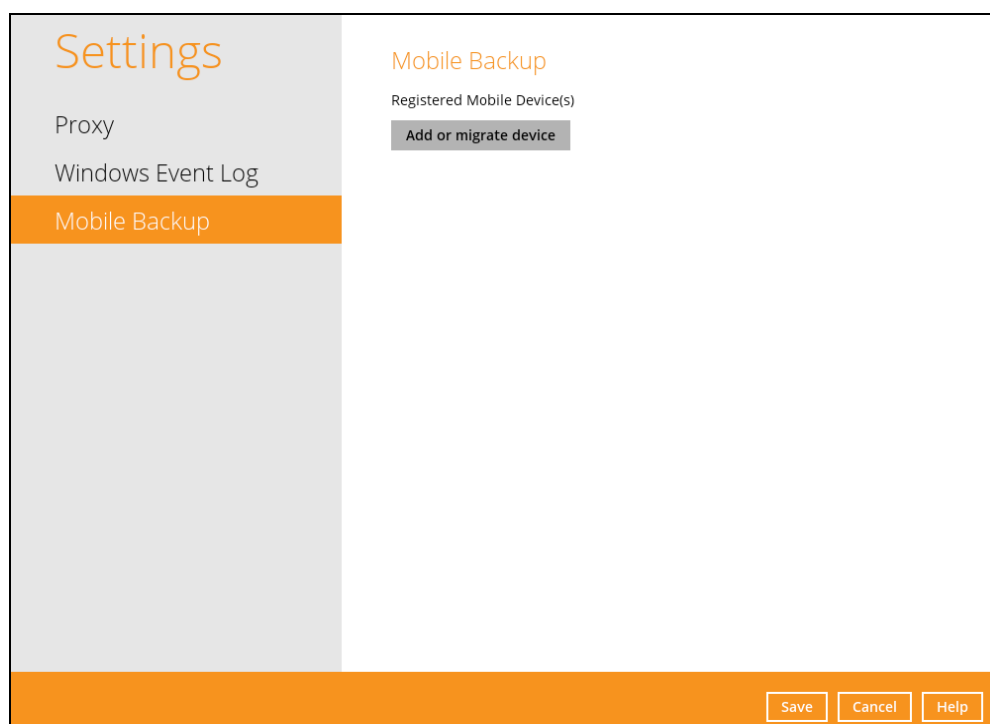 Settings
Proxy
Windows Event Log
Mobile Backup
Mobile Backup
Registered Mobile Device(s)
Add or migrate device
Save Cancel Help